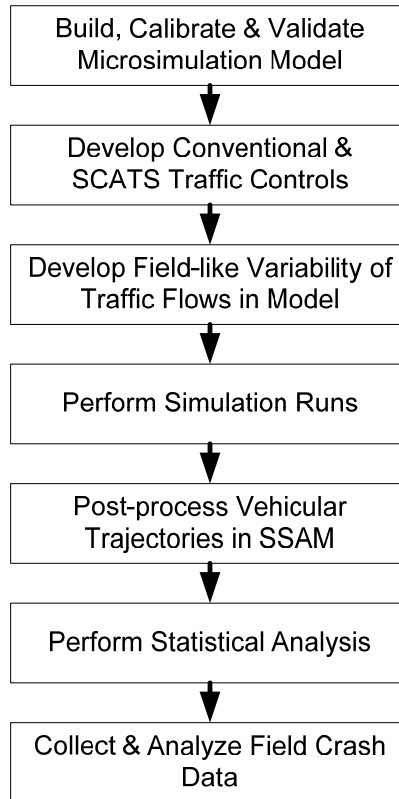 Build, Calibrate & Validate
Microsimulation Model
Develop Conventional &
SCATS Traffic Controls
Develop Field-like Variability of
Traffic Flows in Model
Perform Simulation Runs
Post-process Vehicular
Trajectories in SSAM
Perform Statistical Analysis
Collect & Analyze Field Crash
Data